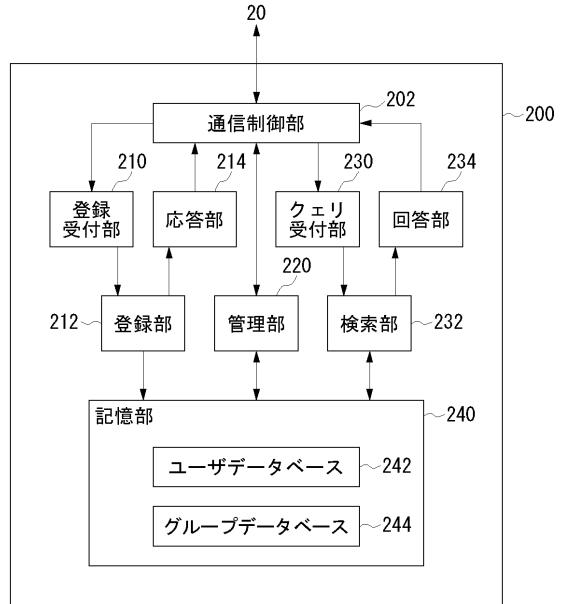 20
202
通信制御部
200
210
214
230
234
登録
受付部
応答部
クェリ
受付部
回答部
220
212
登録部
管理部
検索部
232
記憶部
240
ユーザデータベース
242
グループデータベース
244